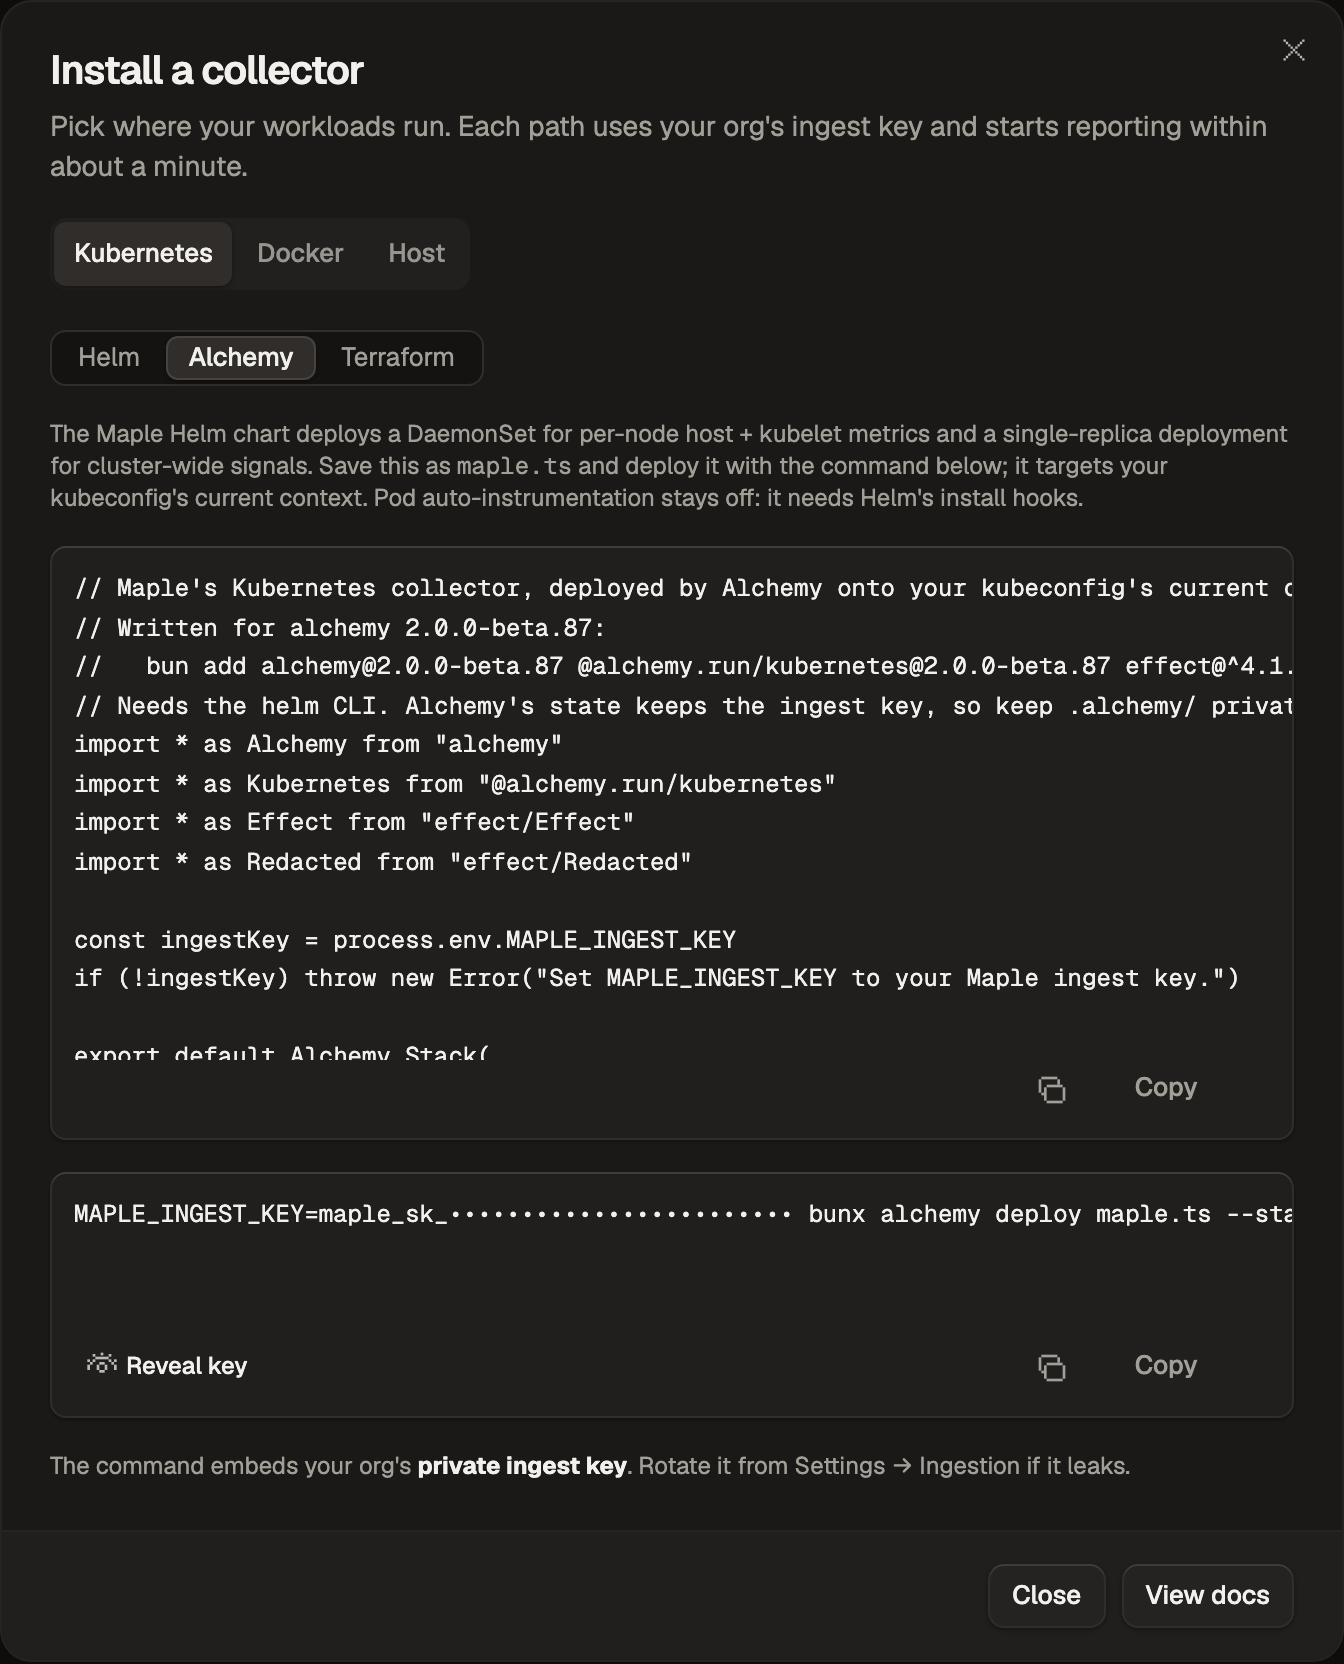 Install a collector
Pick where your workloads run. Each path uses your org's ingest key and starts reporting within
about a minute.
Kubernetes Docker Host
Helm Alchemy Terraform
The Maple Helm chart deploys a DaemonSet for per-node host + kubelet metrics and a single-replica deployment
for cluster-wide signals. Save this as maple.ts and deploy it with the command below; it targets your
kubeconfig's current context. Pod auto-instrumentation stays off: it needs Helm's install hooks.
// Maple's Kubernetes collector, deployed by Alchemy onto your kubeconfig's current
// Written for alchemy 2.0.0-beta.87:
//   bun add alchemy@2.0.0-beta.87 @alchemy.run/kubernetes@2.0.0-beta.87 effect@^4.1.
// Needs the helm CLI. Alchemy's state keeps the ingest key, so keep .alchemy/ privat
import * as Alchemy from "alchemy"
import * as Kubernetes from "@alchemy.run/kubernetes"
import * as Effect from "effect/Effect"
import * as Redacted from "effect/Redacted"
const ingestKey = process.env.MAPLE_INGEST_KEY
if (!ingestKey) throw new Error("Set MAPLE_INGEST_KEY to your Maple ingest key.")
export default Alchemy.Stack(
Copy
MAPLE_INGEST_KEY=maple_sk_•••••••••••••••••••••••• bunx alchemy deploy maple.ts --sta
Reveal key Copy
The command embeds your org's private ingest key. Rotate it from Settings → Ingestion if it leaks.
Close View docs